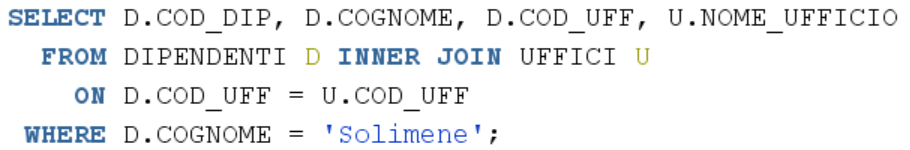 SELECT D.COD_DIP, D.COGNOME, D.COD_UFF, U.NOME_UFFICIO
FROM DIPENDENTI D INNER JOIN UFFICI U
ON D.COD_UFF = U.COD_UFF
WHERE D.COGNOME = 'Solimene';